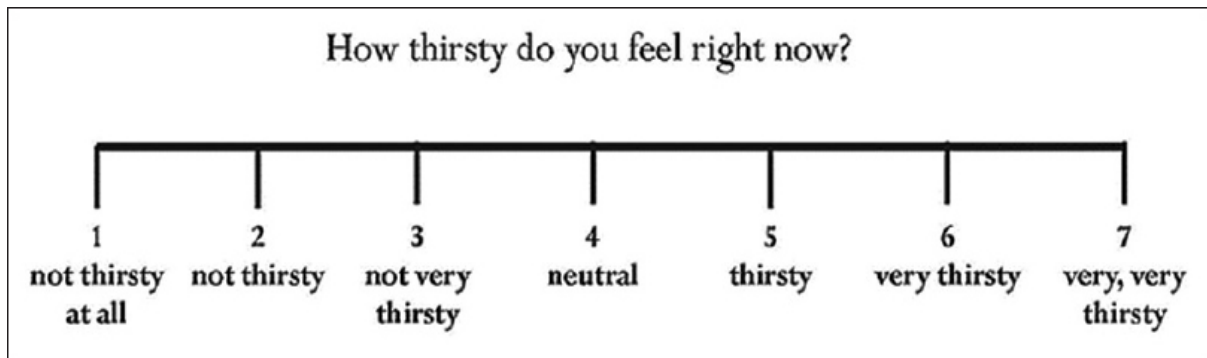 How thirsty do you feel right now?
1 2 3 4 5 6 7
not thirsty not thirsty not very neutral thirsty very thirsty very, very
at all thirsty thirsty